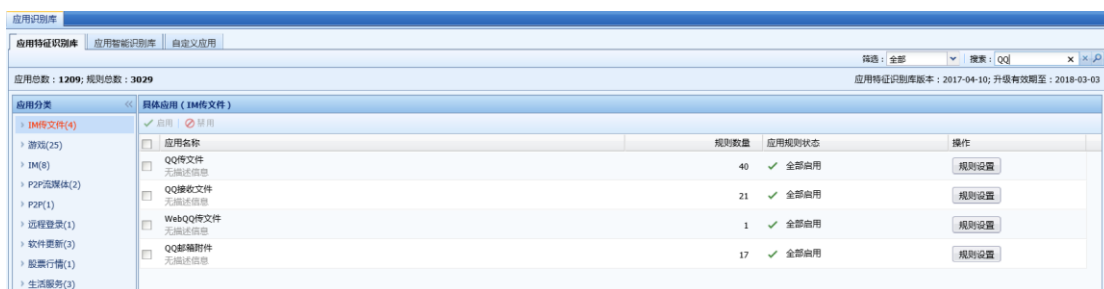 应用识别库
应用特征识别库 应用智能识别库 自定义应用
筛选：全部 搜索：QQ
应用总数：1209; 规则总数：3029 应用特征识别库版本：2017-04-10; 升级有效期至：2018-03-03
应用分类 具体应用（IM传文件）
IM传文件(4) 启用 禁用
游戏(25) 应用名称 规则数量 应用规则状态 操作
IM(8) QQ传文件 40 全部启用 规则设置
无描述信息
P2P流媒体(2) QQ接收文件 21 全部启用 规则设置
P2P(1) 无描述信息
远程登录(1) WebQQ传文件 1 全部启用 规则设置
无描述信息
软件更新(3) QQ邮箱附件 17 全部启用 规则设置
股票行情(1) 无描述信息
生活服务(3)